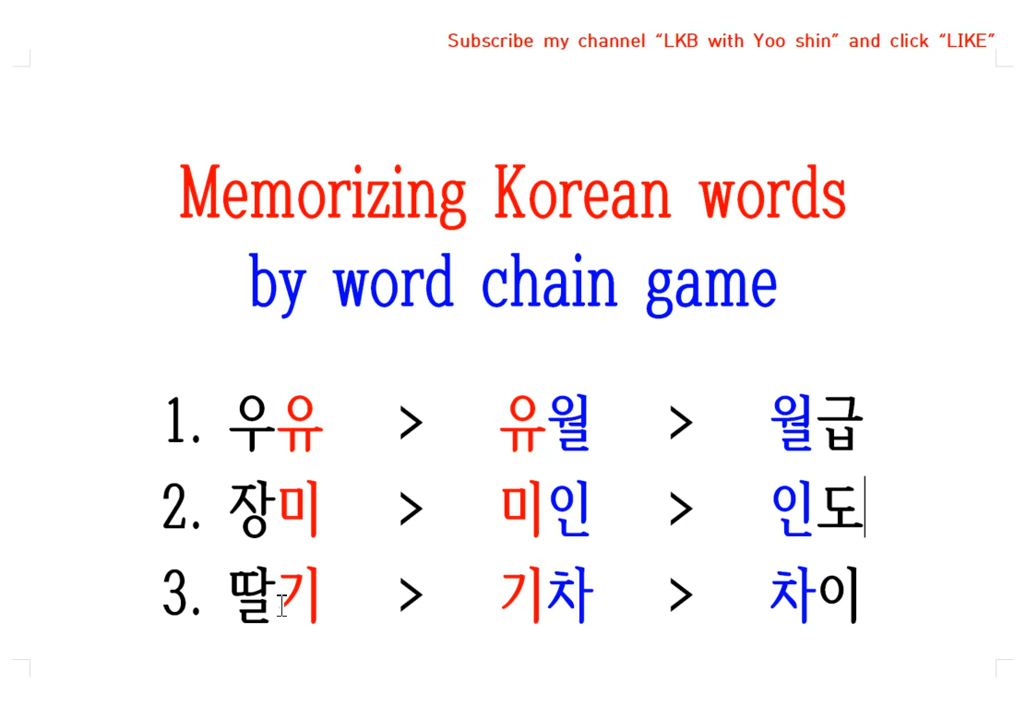 Subscribe my channel “LKB with Yoo shin” and click “LIKE”
Memorizing Korean words
by word chain game
1. 우유 > 유월 > 월급
2. 장미 > 미인 > 인도
3. 딸기 > 기차 > 차이